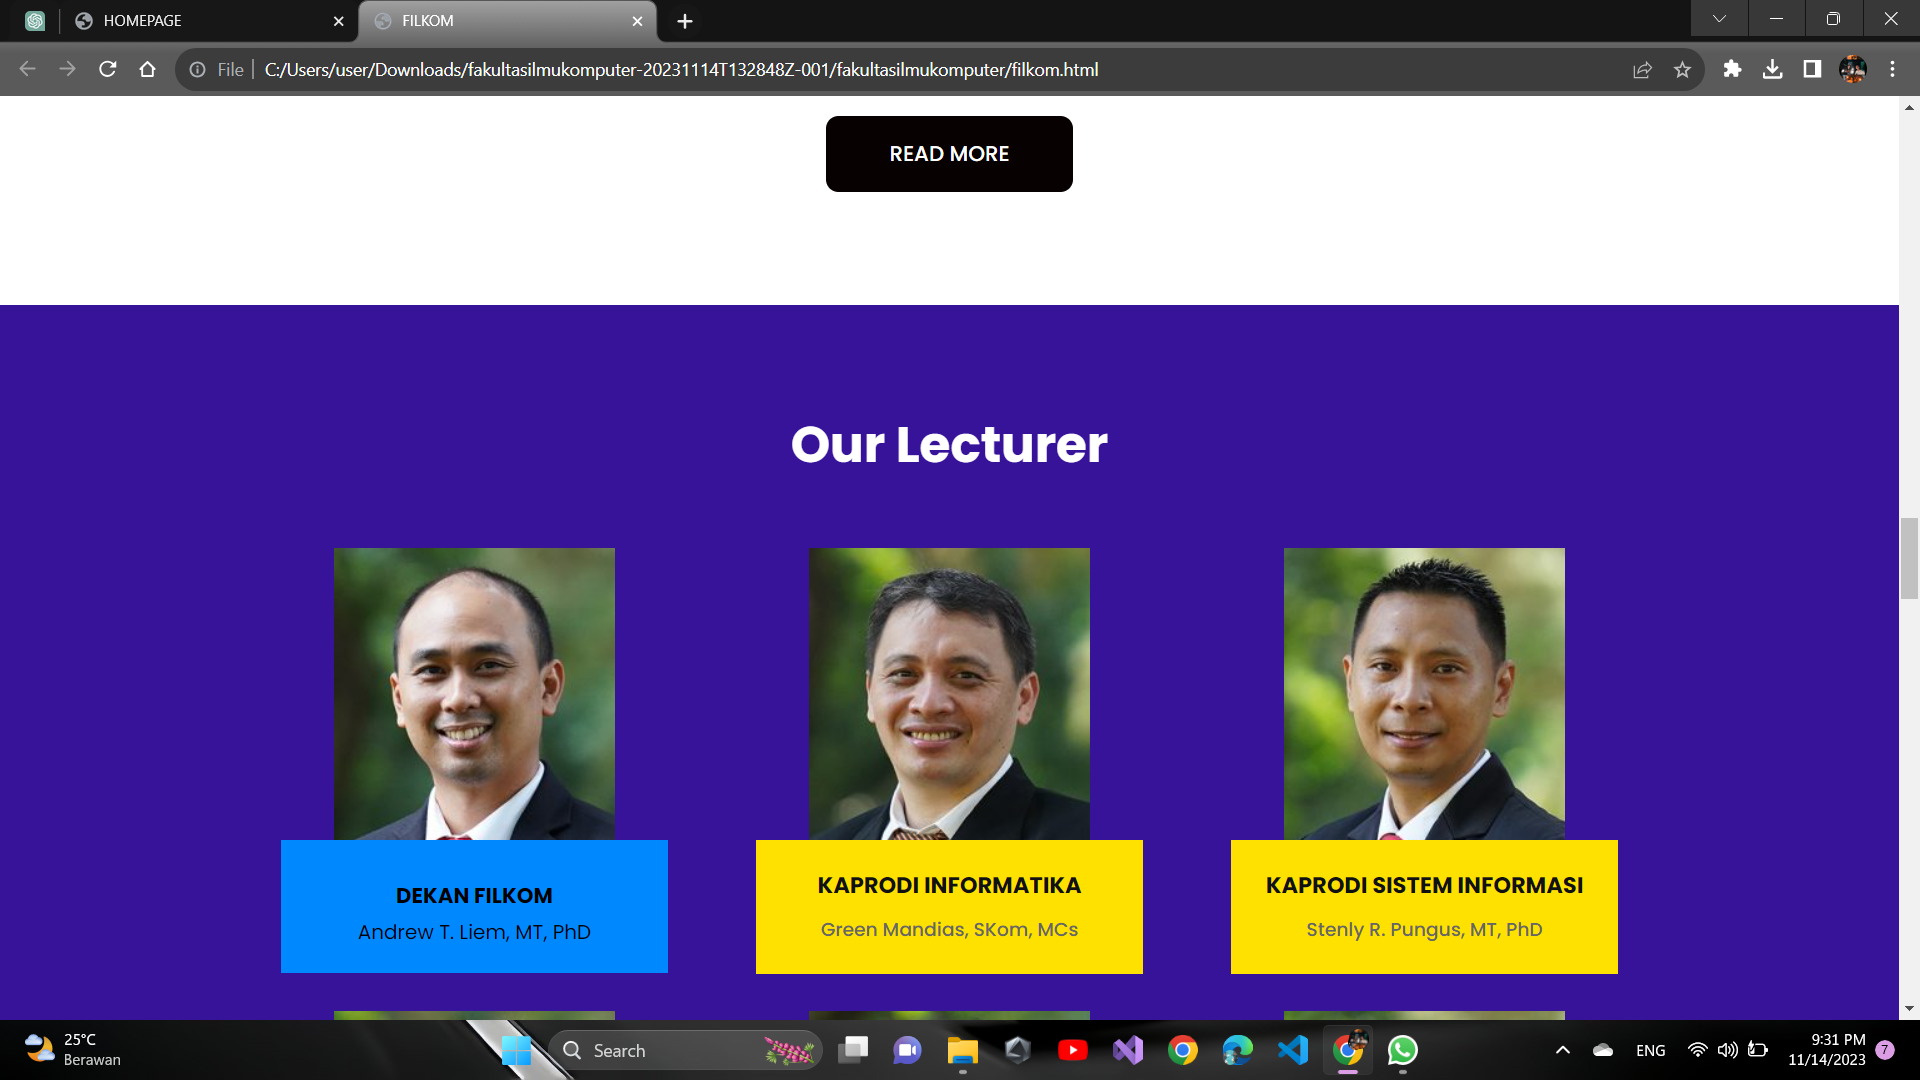 HOMEPAGE
FILKOM
File
C:/Users/user/Downloads/fakultasilmukomputer-20231114T132848Z-001/fakultasilmukomputer/filkom.html
READ MORE
Our Lecturer
DEKAN FILKOM
Andrew T. Liem, MT, PhD
KAPRODI INFORMATIKA
Green Mandias, SKom, MCs
KAPRODI SISTEM INFORMASI
Stenly R. Pungus, MT, PhD
25°C
Berawan
Search
ENG
9:31 PM
11/14/2023
7